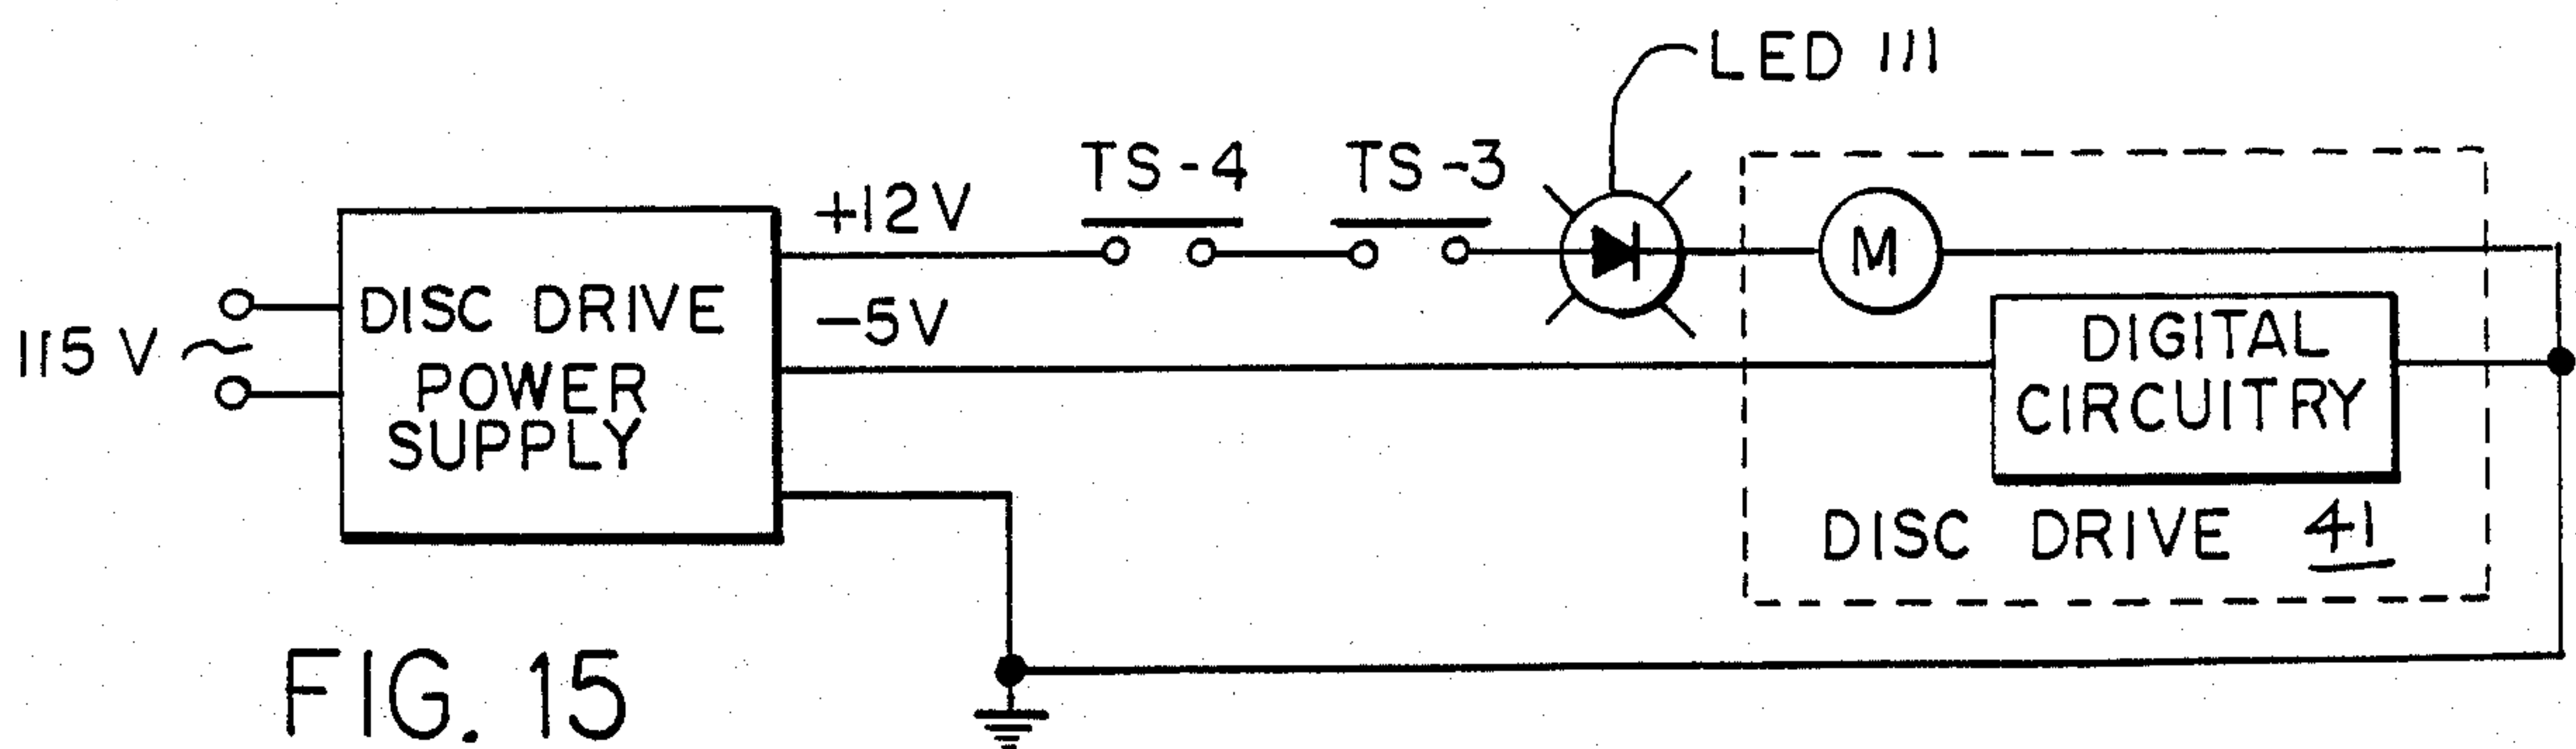 LED 111
TS-4
TS-3
+12V
-5V
115 V ~
DISC DRIVE
POWER
SUPPLY
M
DIGITAL
CIRCUITRY
DISC DRIVE 41
FIG. 15